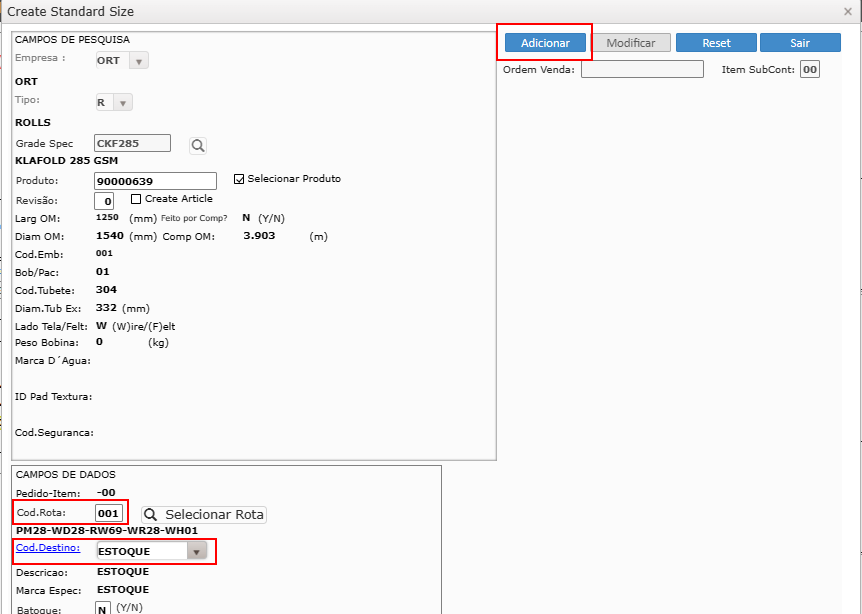 Create Standard Size ×
CAMPOS DE PESQUISA
Empresa : ORT
ORT
Tipo: R
ROLLS
Grade Spec CKF285
KLAFOLD 285 GSM
Produto: 90000639 Selecionar Produto
Revisão: 0 Create Article
Larg OM: 1250 (mm) Feito por Comp? N (Y/N)
Diam OM: 1540 (mm) Comp OM: 3.903 (m)
Cod.Emb: 001
Bob/Pac: 01
Cod.Tubete: 304
Diam.Tub Ex: 332 (mm)
Lado Tela/Felt: W (W)ire/(F)elt
Peso Bobina: 0 (kg)
Marca D´Agua:
ID Pad Textura:
Cod.Seguranca:
Adicionar Modificar Reset Sair
Ordem Venda: Item SubCont: 00
CAMPOS DE DADOS
Pedido-Item: -00
Cod.Rota: 001 Selecionar Rota
PM28-WD28-RW69-WR28-WH01
Cod.Destino: ESTOQUE
Descricao: ESTOQUE
Marca Espec: ESTOQUE
Batoque: N (Y/N)